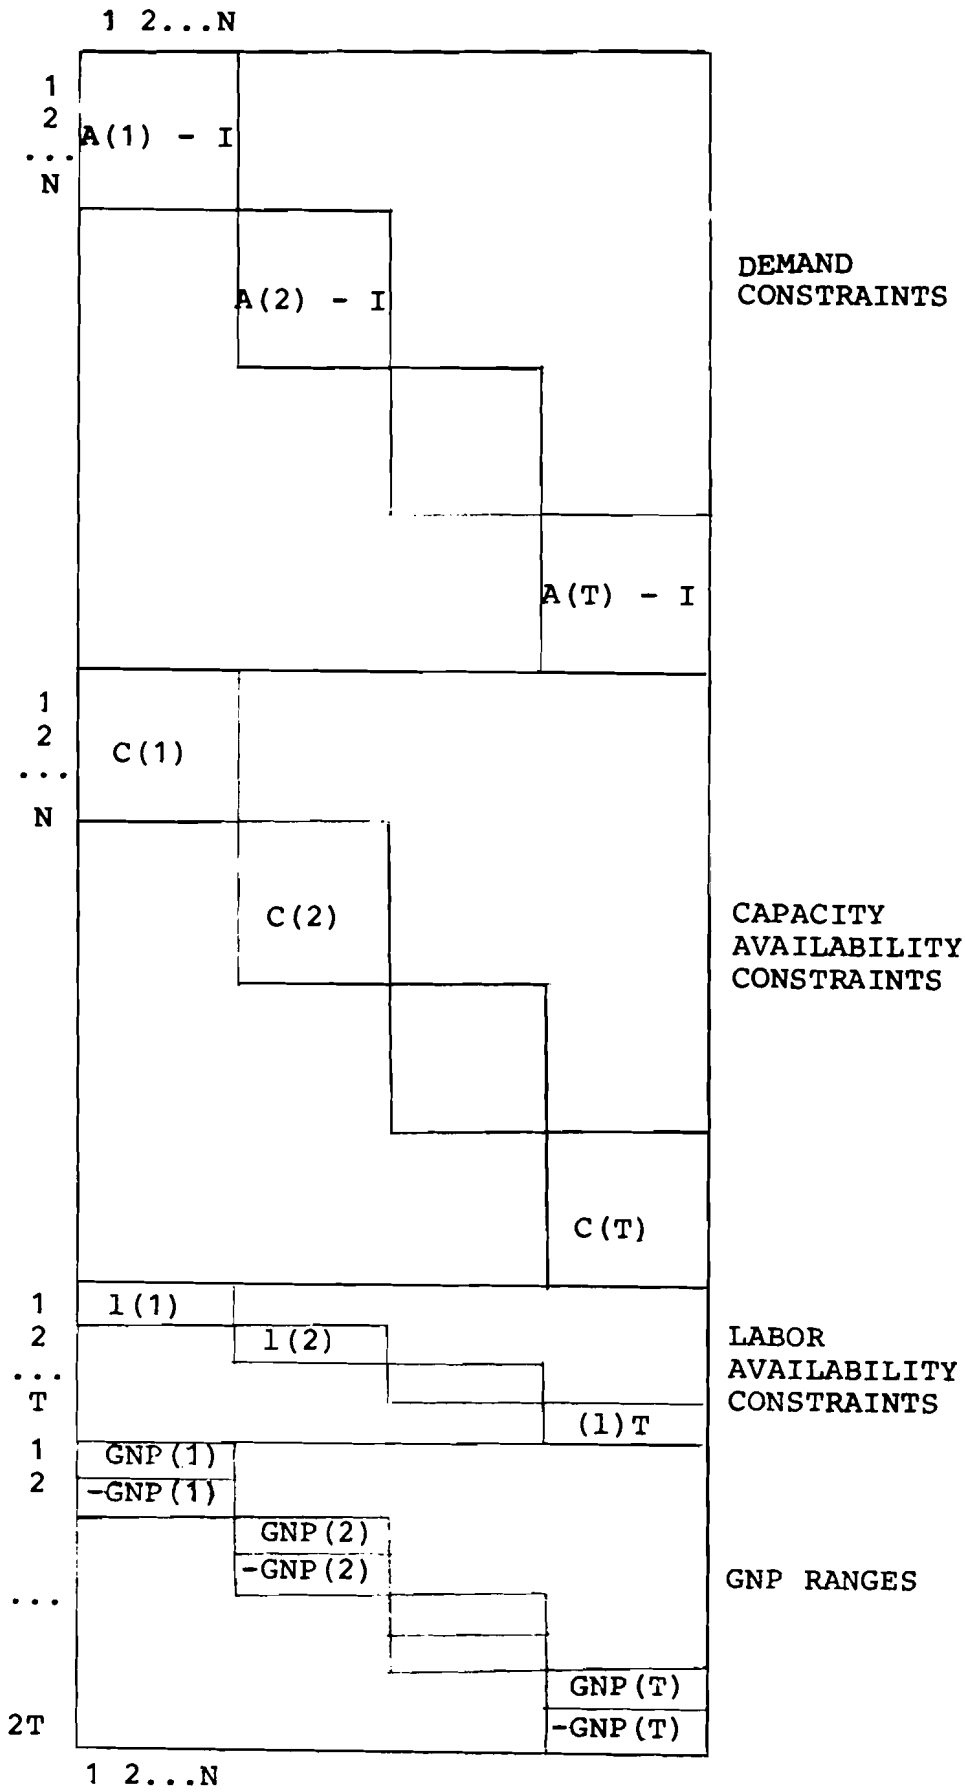 1 2...N
1
2
...
N
A(1) - I
A(2) - I
DEMAND
CONSTRAINTS
A(T) - I
1
2
...
N
C(1)
C(2)
CAPACITY
AVAILABILITY
CONSTRAINTS
C(T)
1
2
...
T
l(1)
l(2)
LABOR
AVAILABILITY
CONSTRAINTS
(l)T
1
2
...
2T
GNP(1)
-GNP(1)
GNP(2)
-GNP(2)
GNP RANGES
GNP(T)
-GNP(T)
1 2...N